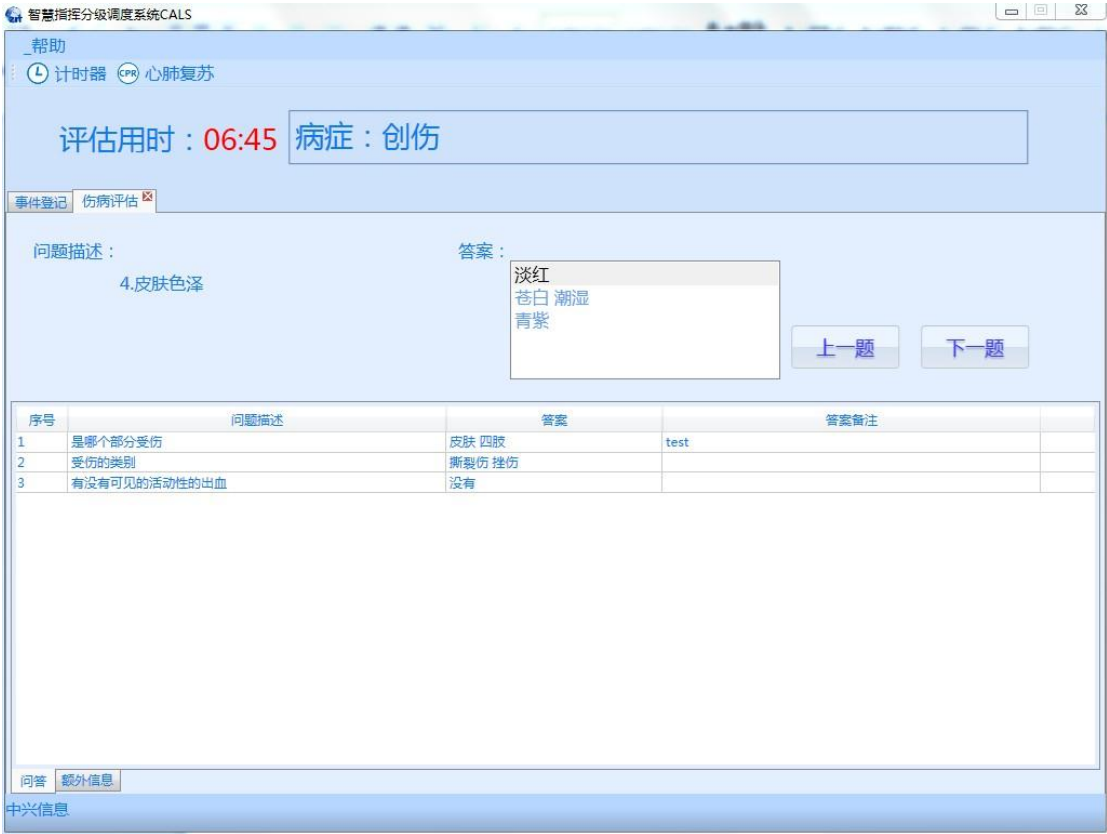 智慧指挥分级调度系统CALS
_帮助
计时器 CPR 心肺复苏
评估用时：06:45 病症：创伤
事件登记 伤病评估
问题描述： 答案：
4.皮肤色泽
淡红
苍白 潮湿
青紫
上一题 下一题
序号 问题描述 答案 答案备注
1 是哪个部分受伤 皮肤 四肢 test
2 受伤的类别 撕裂伤 挫伤
3 有没有可见的活动性的出血 没有
问答 额外信息
中兴信息